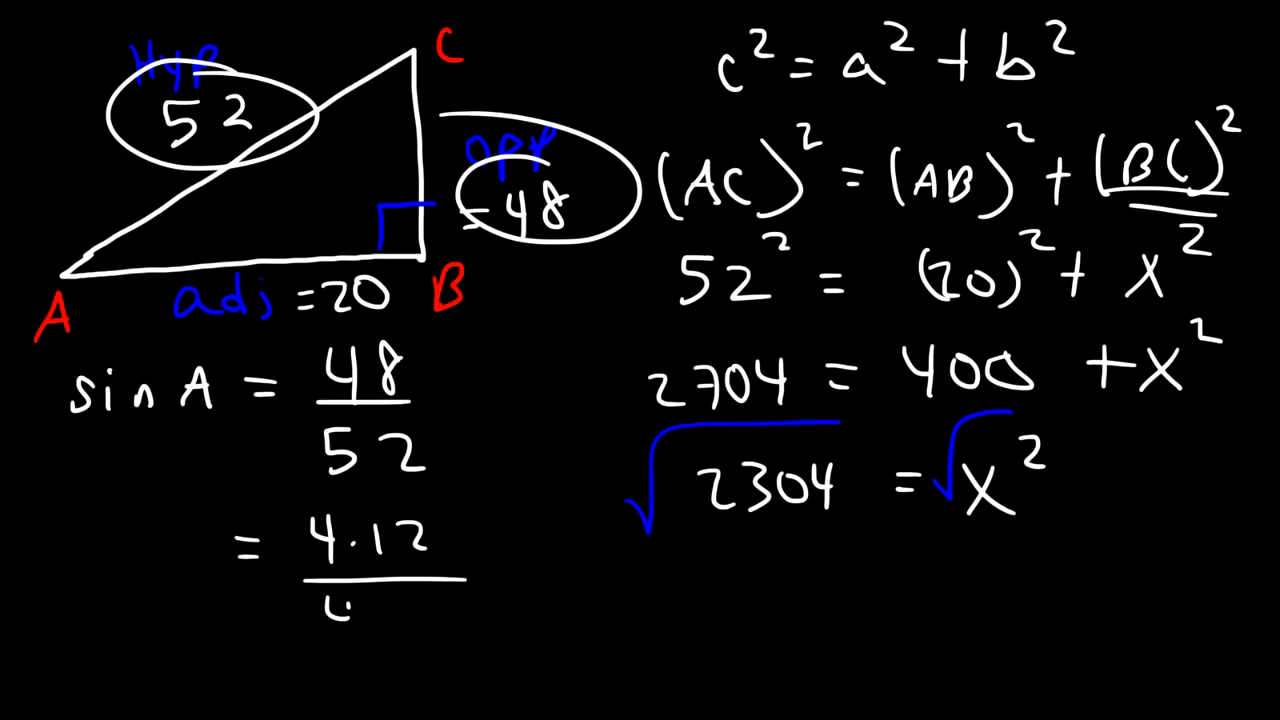 Hyp
52
C
opp
= 48
A
adj = 20
B
sin A = 48/52
= 4·12/
c² = a² + b²
(AC)² = (AB)² + (BC)²
52² = (20)² + x²
2704 = 400 + x²
√2304 = √x²